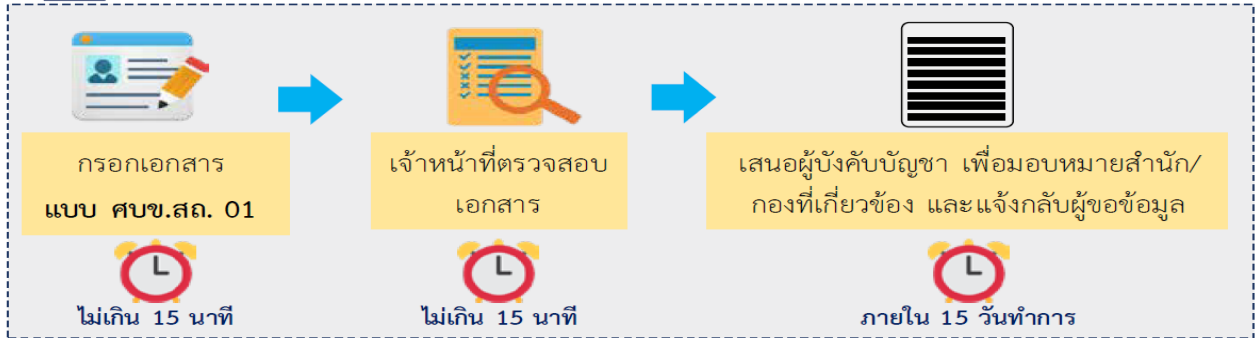 กรอกเอกสาร
แบบ ศบข.สถ. 01
ไม่เกิน 15 นาที
เจ้าหน้าที่ตรวจสอบ
เอกสาร
ไม่เกิน 15 นาที
เสนอผู้บังคับบัญชา เพื่อมอบหมายสำนัก/
กองที่เกี่ยวข้อง และแจ้งกลับผู้ขอข้อมูล
ภายใน 15 วันทำการ